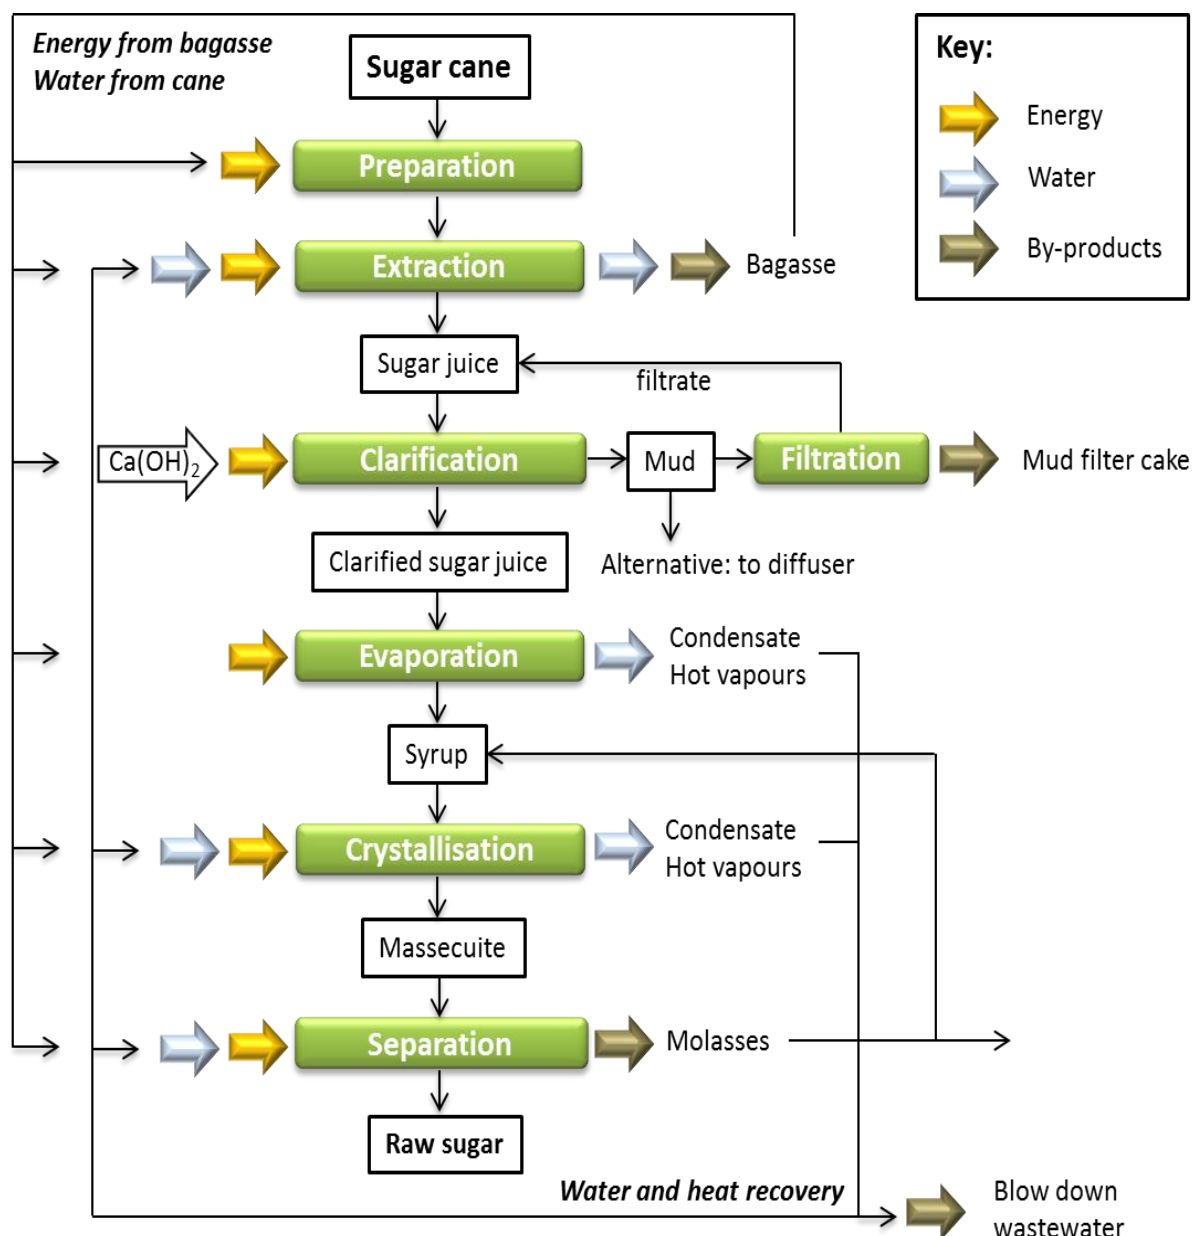 Energy from bagasse
Water from cane
Sugar cane
Key:
Energy
Water
By-products
Preparation
Extraction
Bagasse
Sugar juice
filtrate
Ca(OH)₂
Clarification
Mud
Filtration
Mud filter cake
Clarified sugar juice
Alternative: to diffuser
Evaporation
Condensate
Hot vapours
Syrup
Crystallisation
Condensate
Hot vapours
Massecuite
Separation
Molasses
Raw sugar
Water and heat recovery
Blow down
wastewater